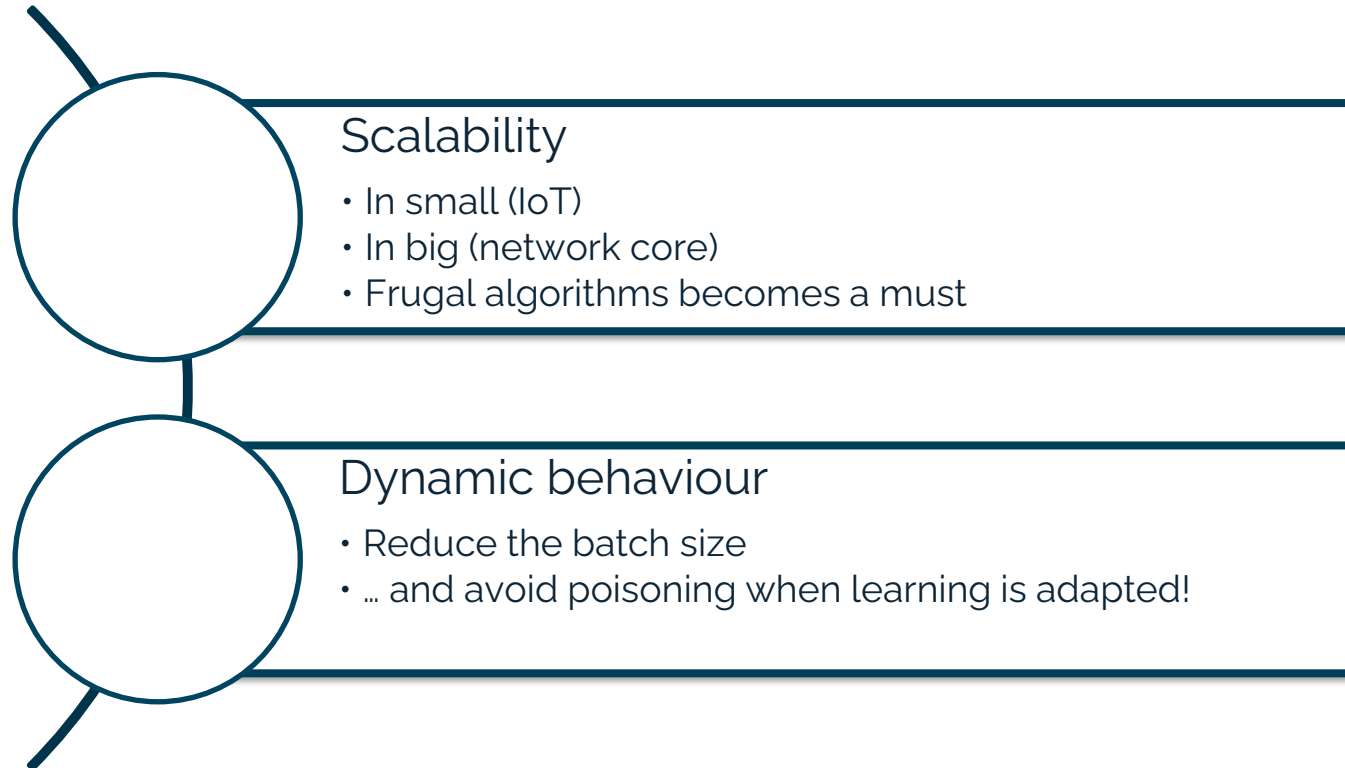 Scalability
• In small (IoT)
• In big (network core)
• Frugal algorithms becomes a must
Dynamic behaviour
• Reduce the batch size
• … and avoid poisoning when learning is adapted!